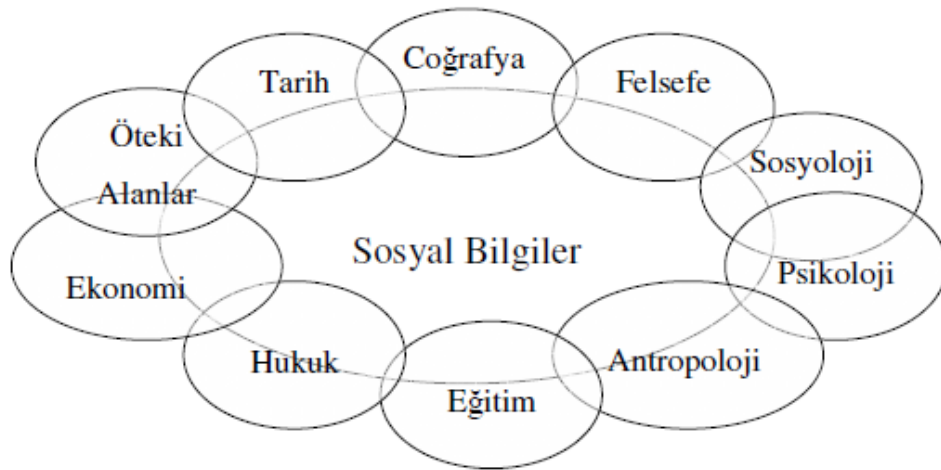 Coğrafya
Tarih
Felsefe
Öteki
Alanlar
Sosyoloji
Sosyal Bilgiler
Psikoloji
Ekonomi
Hukuk
Antropoloji
Eğitim